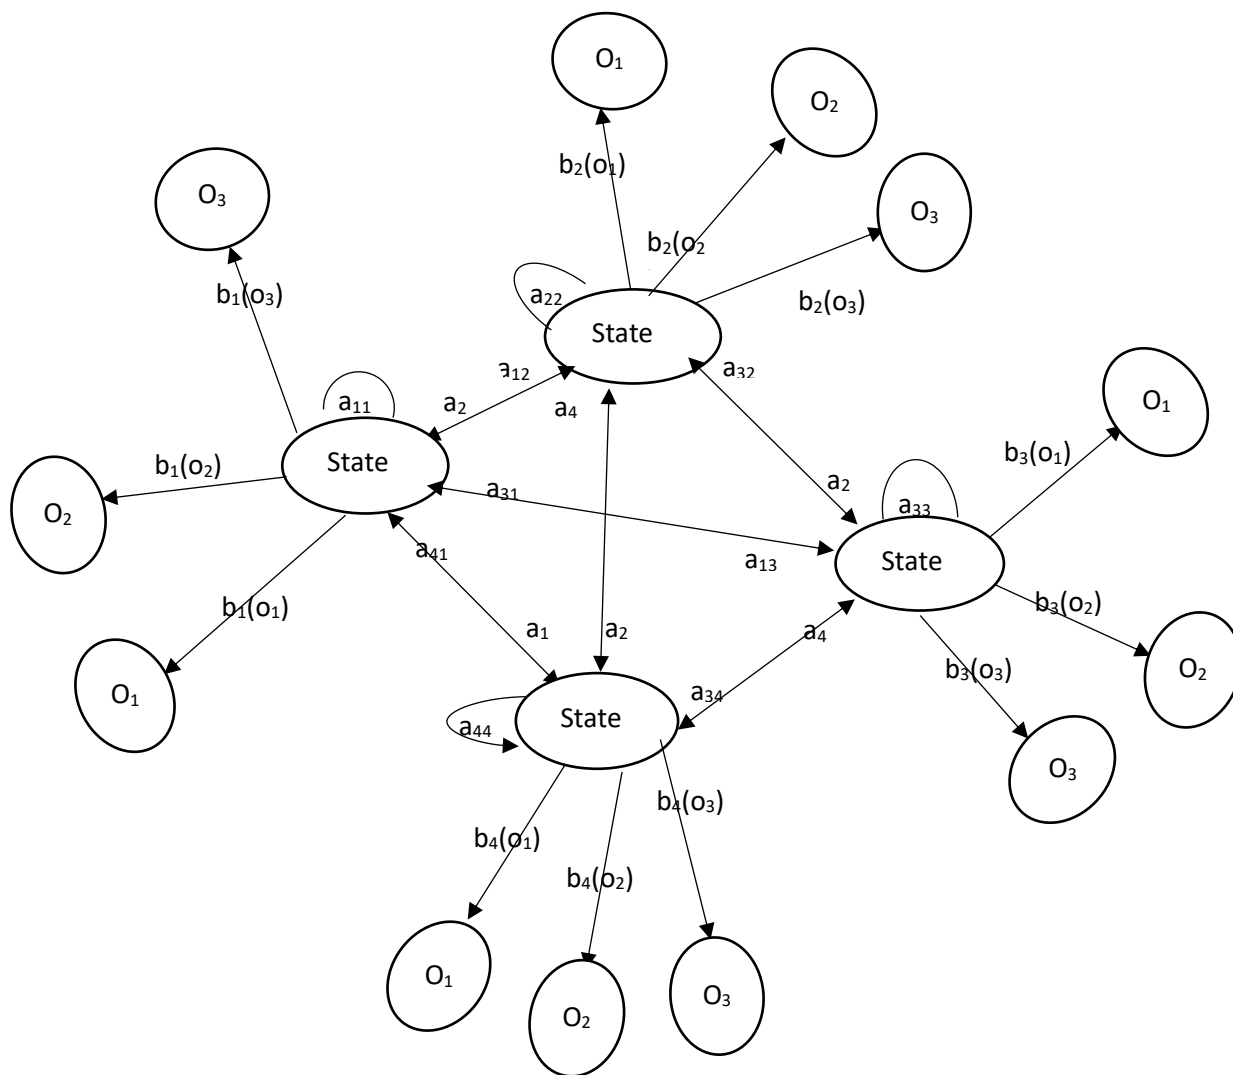 O₁
O₂
b₂(o₁)
O₃
O₃
b₂(o₂
b₁(o₃)
a₂₂
b₂(o₃)
State
a₁₂
a₃₂
a₁₁
a₂
a₄
O₁
b₃(o₁)
State
b₁(o₂)
a₂
a₃₁
a₃₃
O₂
a₄₁
a₁₃
State
b₁(o₁)
b₃(o₂)
a₁
a₂
a₄
b₃(o₃)
O₂
O₁
a₃₄
State
a₄₄
O₃
b₄(o₃)
b₄(o₁)
b₄(o₂)
O₁
O₃
O₂